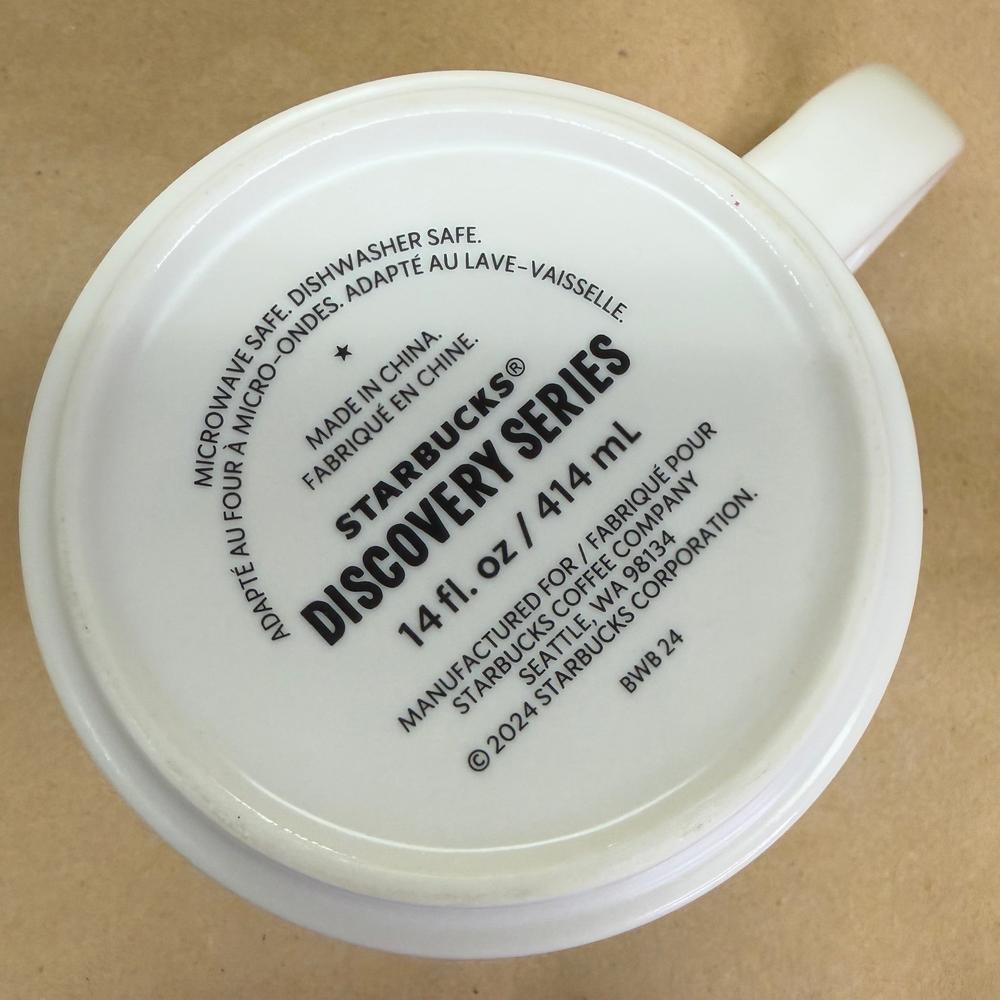 MICROWAVE SAFE. DISHWASHER SAFE.
ADAPTÉ AU FOUR À MICRO-ONDES. ADAPTÉ AU LAVE-VAISSELLE.
MADE IN CHINA.
FABRIQUÉ EN CHINE.
STARBUCKS®
DISCOVERY SERIES
14 fl. oz / 414 mL
MANUFACTURED FOR / FABRIQUÉ POUR
STARBUCKS COFFEE COMPANY
SEATTLE, WA 98134
© 2024 STARBUCKS CORPORATION.
BWB 24